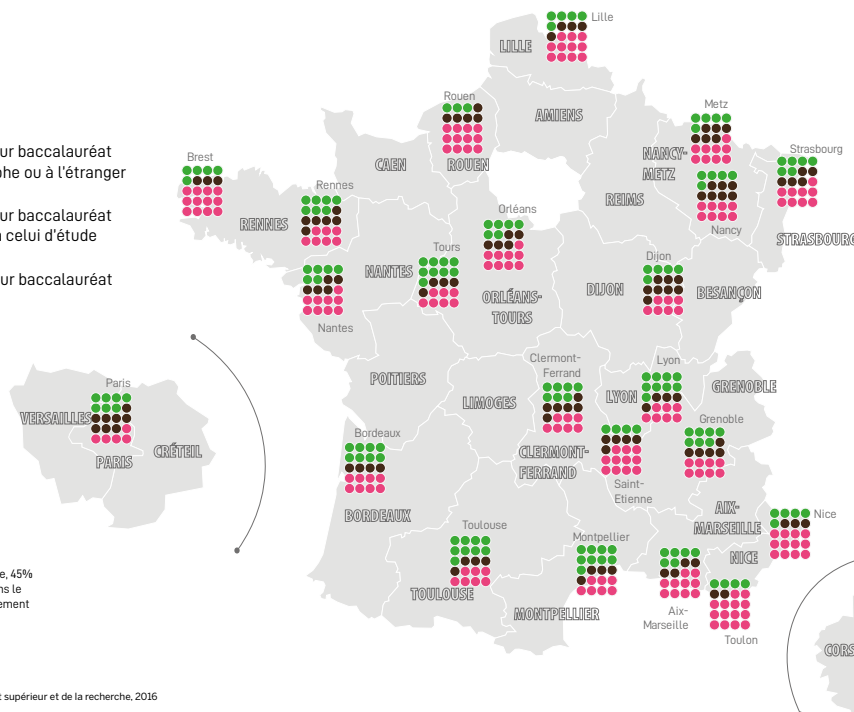 ur baccalauréat
phe ou à l'étranger
ur baccalauréat
à celui d'étude
ur baccalauréat
Lille
LILLE
Rouen
AMIENS
Metz
Brest
CAEN
ROUEN
NANCY-
METZ
Strasbourg
Rennes
REIMS
RENNES
Orléans
Nancy
STRASBOURG
Tours
NANTES
Dijon
ORLÉANS-
TOURS
DIJON
BESANÇON
Nantes
POITIERS
Clermont-
Ferrand
Lyon
LIMOGES
LYON
GRENOBLE
Paris
VERSAILLES
PARIS
CRÉTEIL
Grenoble
Bordeaux
CLERMONT-
FERRAND
Saint-
Etienne
BORDEAUX
AIX-
MARSEILLE
Nice
Toulouse
Montpellier
NICE
TOULOUSE
MONTPELLIER
Aix-
Marseille
Toulon
CORS
e, 45%
ns le
ement
t supérieur et de la recherche, 2016